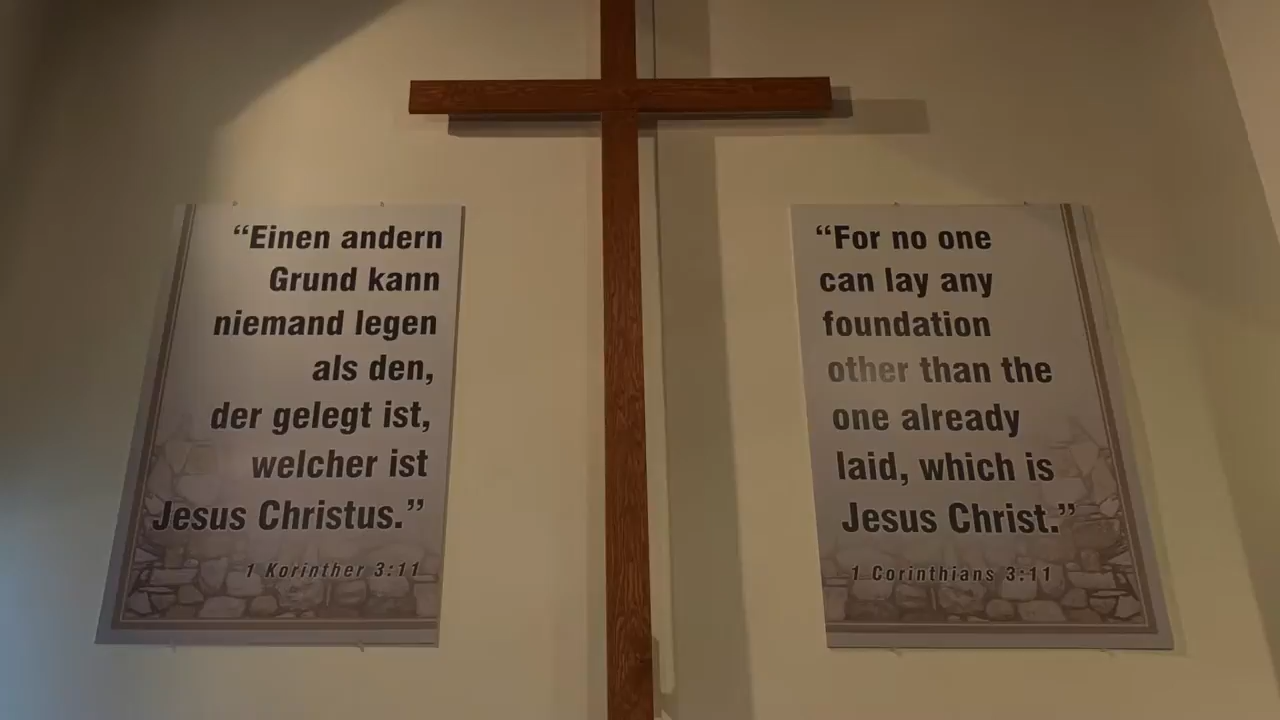 “Einen andern
Grund kann
niemand legen
als den,
der gelegt ist,
welcher ist
Jesus Christus.”
1 Korinther 3:11
“For no one
can lay any
foundation
other than the
one already
laid, which is
Jesus Christ.”
1 Corinthians 3:11